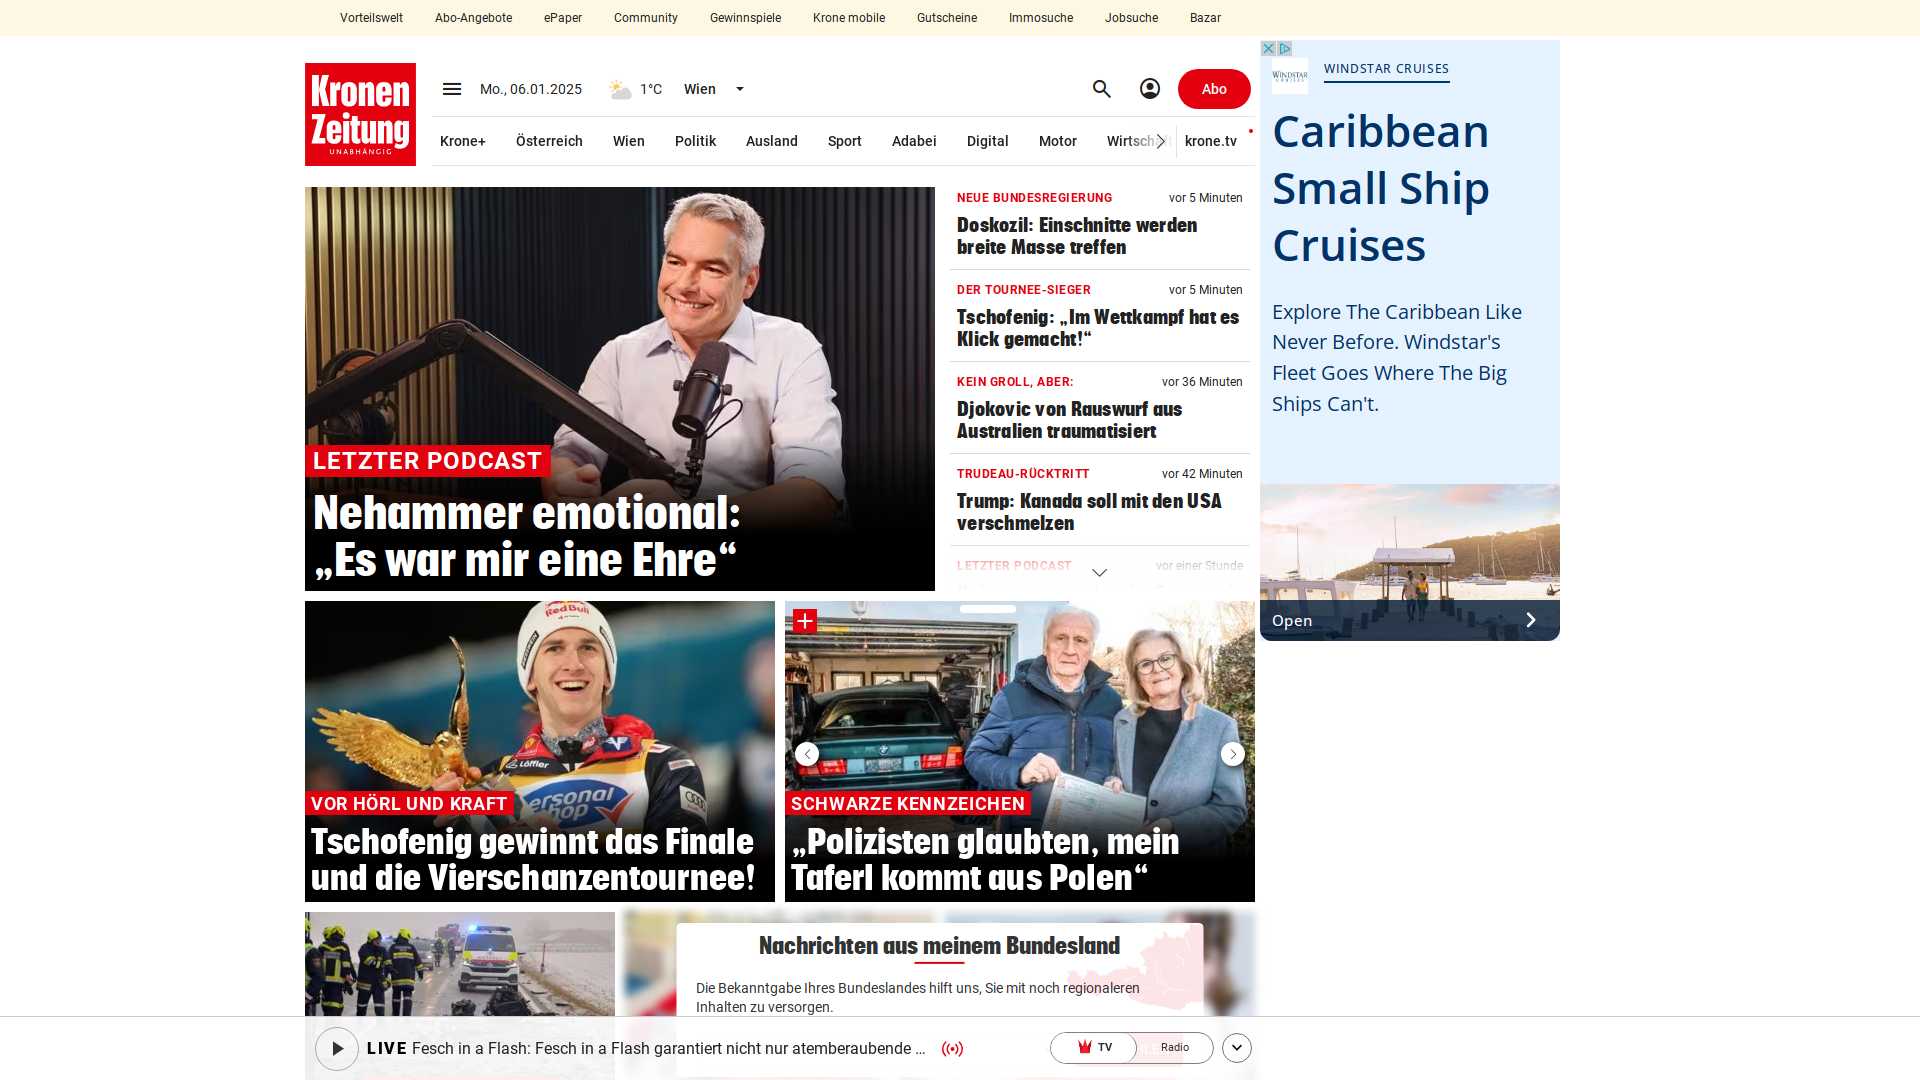 Vorteilswelt
Abo-Angebote
ePaper
Community
Gewinnspiele
Krone mobile
Gutscheine
Immosuche
Jobsuche
Bazar
Kronen
Zeitung
UNABHÄNGIG
Mo., 06.01.2025
1°C
Wien
Abo
Krone+
Österreich
Wien
Politik
Ausland
Sport
Adabei
Digital
Motor
krone.tv
LETZTER PODCAST
Nehammer emotional:
„Es war mir eine Ehre“
NEUE BUNDESREGIERUNG
vor 5 Minuten
Doskozil: Einschnitte werden
breite Masse treffen
DER TOURNEE-SIEGER
vor 5 Minuten
Tschofenig: „Im Wettkampf hat es
Klick gemacht!“
KEIN GROLL, ABER:
vor 36 Minuten
Djokovic von Rauswurf aus
Australien traumatisiert
TRUDEAU-RÜCKTRITT
vor 42 Minuten
Trump: Kanada soll mit den USA
verschmelzen
LETZTER PODCAST
vor einer Stunde
WINDSTAR CRUISES
WINDSTAR
CRUISES
Caribbean
Small Ship
Cruises
Explore The Caribbean Like
Never Before. Windstar's
Fleet Goes Where The Big
Ships Can't.
Open
Red Bull
Löffler
VOR HÖRL UND KRAFT
Tschofenig gewinnt das Finale
und die Vierschanzentournee!
SCHWARZE KENNZEICHEN
„Polizisten glaubten, mein
Taferl kommt aus Polen“
Nachrichten aus meinem Bundesland
Die Bekanntgabe Ihres Bundeslandes hilft uns, Sie mit noch regionaleren
Inhalten zu versorgen.
LIVE Fesch in a Flash: Fesch in a Flash garantiert nicht nur atemberaubende ...
TV
Radio